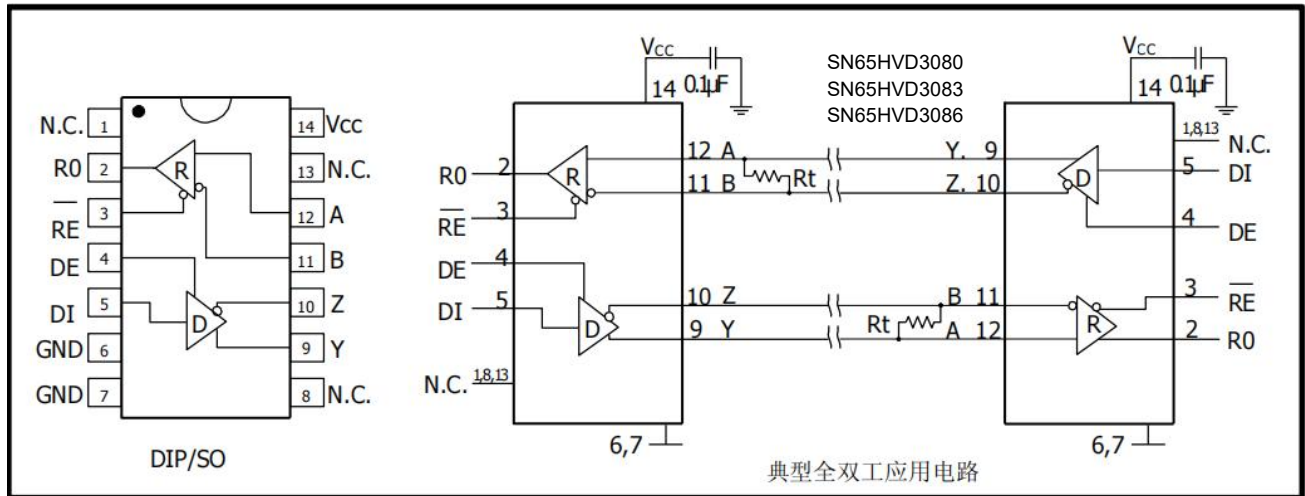 N.C. 1
R0 2
RE 3
DE 4
DI 5
GND 6
GND 7
14 Vcc
13 N.C.
12 A
11 B
10 Z
9 Y
8 N.C.
R
D
DIP/SO
Vcc
14 0.1µF
SN65HVD3080
SN65HVD3083
SN65HVD3086
Vcc
14 0.1µF
R0 2
RE 3
DE 4
DI 5
N.C. 1,8,13
R
D
12 A
11 B
Rt
Y. 9
Z. 10
10 Z
9 Y
Rt
B 11
A 12
D
R
1,8,13 N.C.
5 DI
4 DE
3 RE
2 R0
6,7
6,7
典型全双工应用电路